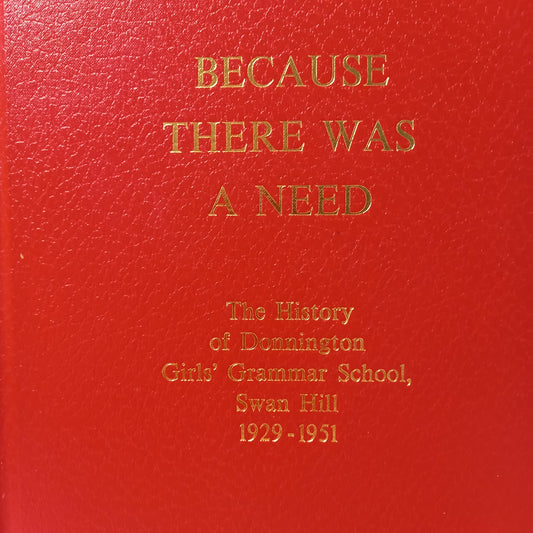 BECAUSE
THERE WAS
A NEED
The History
of Donnington
Girls' Grammar School,
Swan Hill
1929-1951